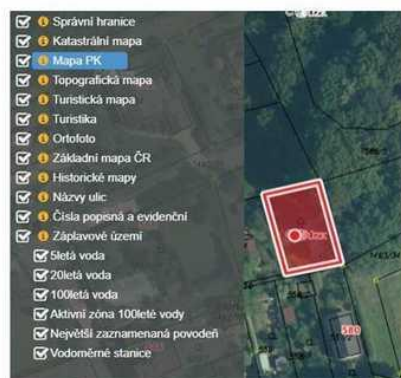 Správní hranice
Katastrální mapa
Mapa PK
Topografická mapa
Turistická mapa
Turistika
Ortofoto
Základní mapa ČR
Historické mapy
Názvy ulic
Čísla popisná a evidenční
Záplavové území
5letá voda
20letá voda
100letá voda
Aktivní zóna 100leté vody
Největší zaznamenaná povodeň
Vodoměrné stanice
580